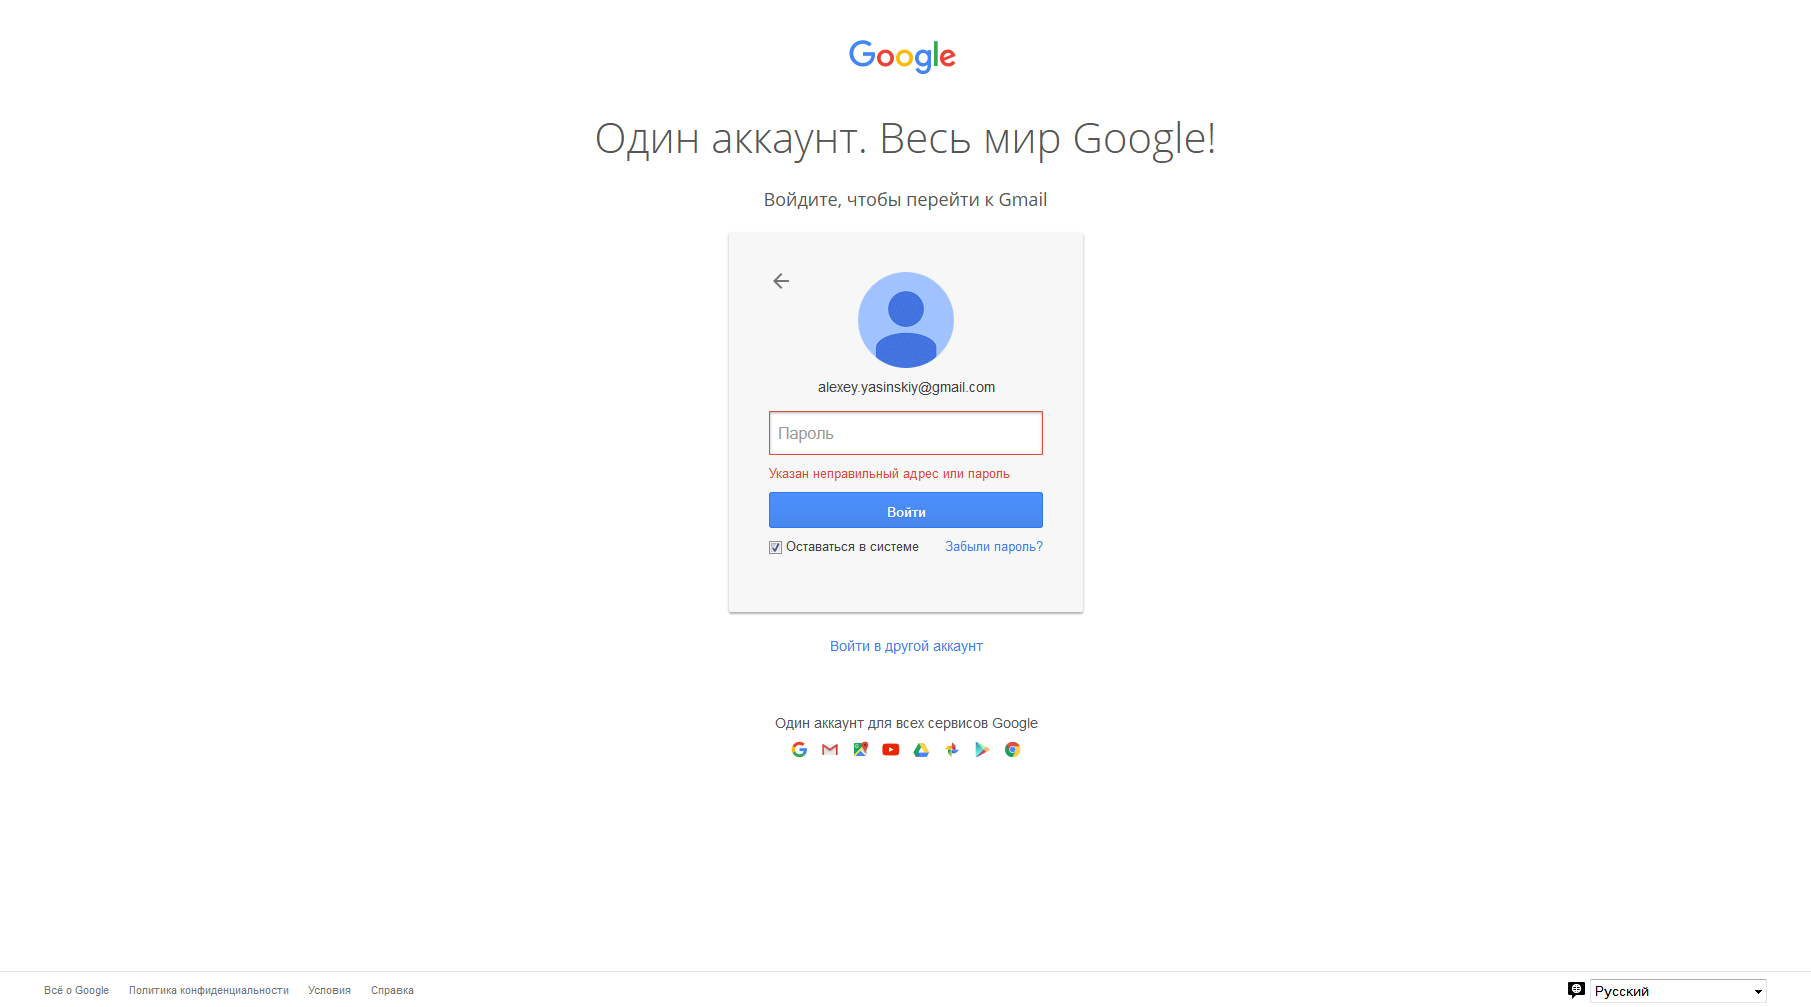 Google
Один аккаунт. Весь мир Google!
Войдите, чтобы перейти к Gmail
alexey.yasinskiy@gmail.com
Пароль
Указан неправильный адрес или пароль
Войти
Оставаться в системе Забыли пароль?
Войти в другой аккаунт
Один аккаунт для всех сервисов Google
Всё о Google Политика конфиденциальности Условия Справка Русский